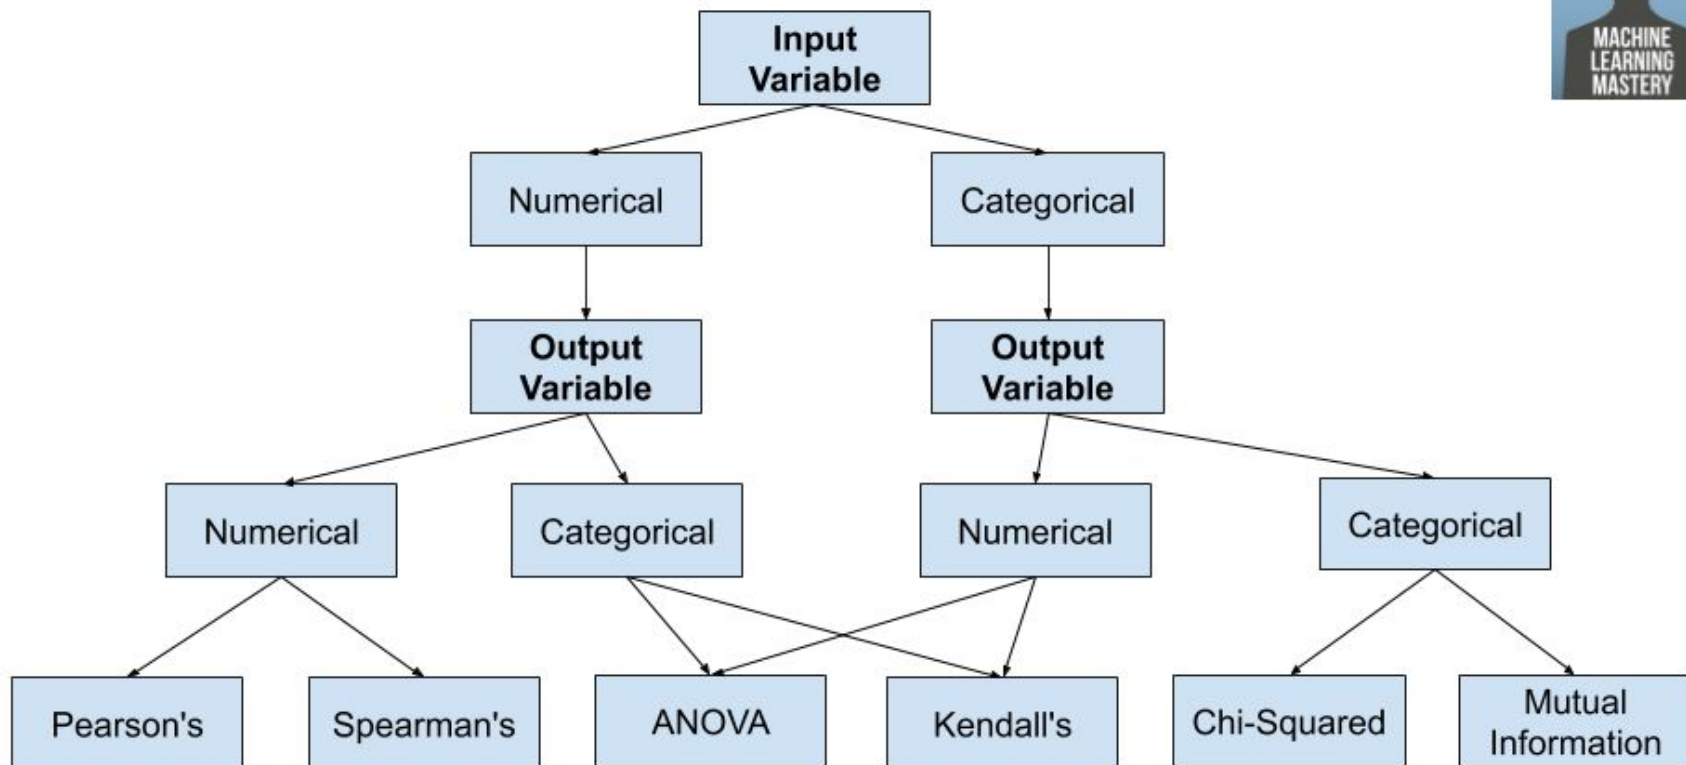 Input
Variable
MACHINE
LEARNING
MASTERY
Numerical
Categorical
Output
Variable
Output
Variable
Numerical
Categorical
Numerical
Categorical
Pearson's
Spearman's
ANOVA
Kendall's
Chi-Squared
Mutual
Information